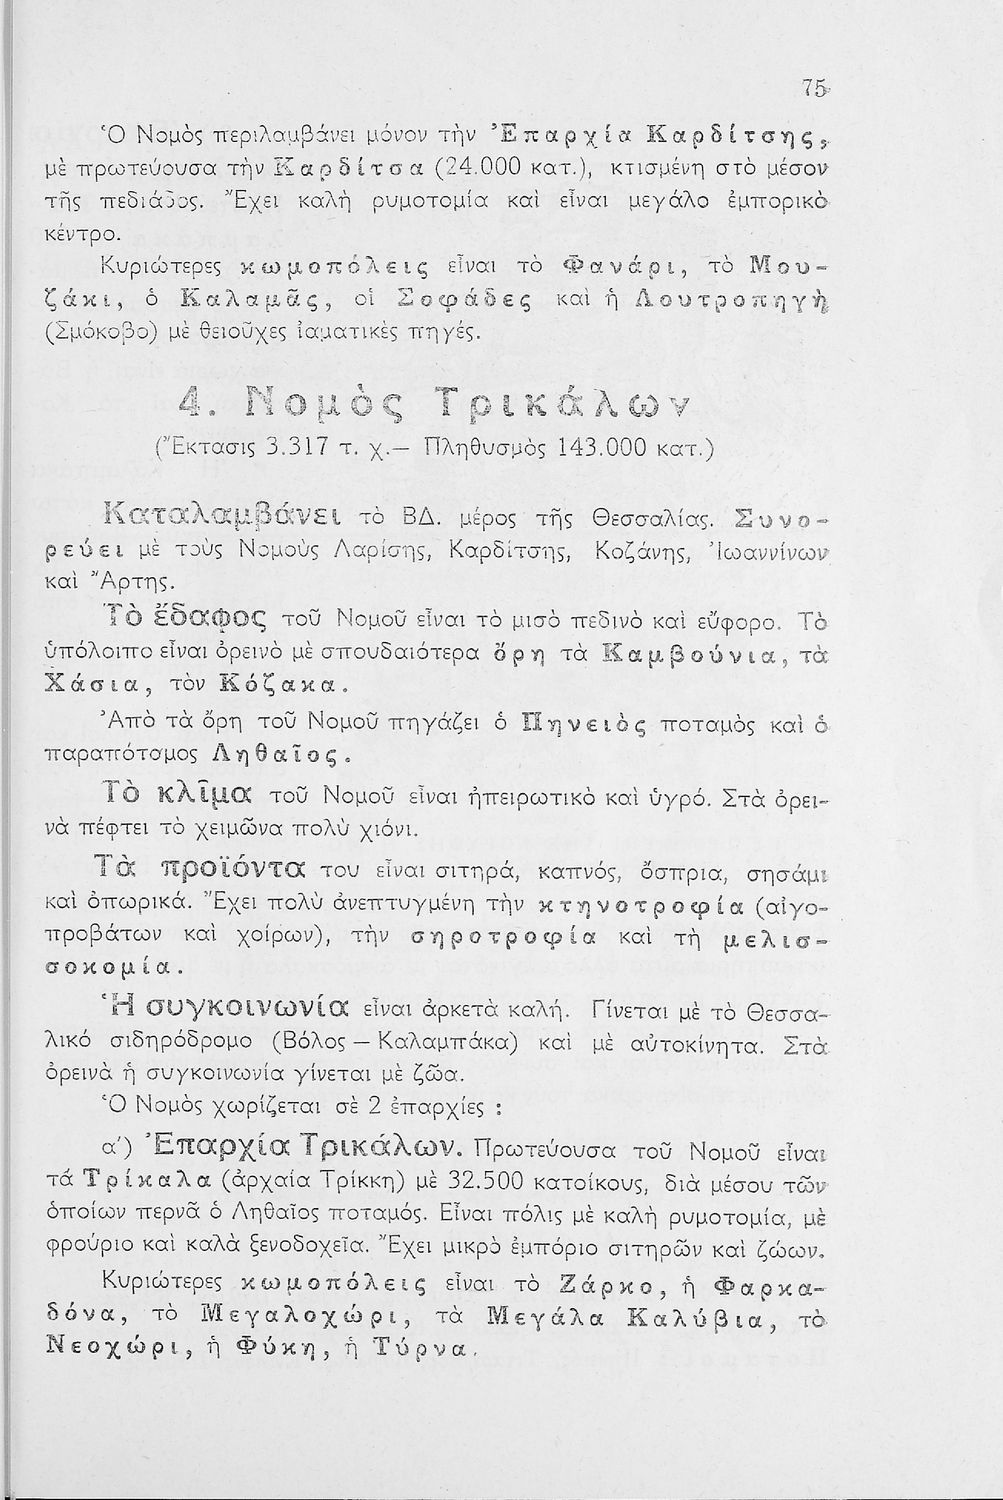 75
Ὁ Νομὸς περιλαμβάνει μόνον τὴν Ἐπαρχία Καρδίτσης,
μὲ πρωτεύουσα τὴν Καρδίτσα (24.000 κατ.), κτισμένη στὸ μέσον
τῆς πεδιάδος. Ἔχει καλὴ ρυμοτομία καὶ εἶναι μεγάλο ἐμπορικὸ
κέντρο.
Κυριώτερες κωμοπόλεις εἶναι τὸ Φανάρι, τὸ Μου-
ζάκι, ὁ Καλαμᾶς, οἱ Σοφάδες καὶ ἡ Λουτροπηγὴ
(Σμόκοβο) μὲ θειοῦχες ἰαματικὲς πηγές.
4. Νομὸς Τρικάλων
(Ἔκτασις 3.317 τ. χ.— Πληθυσμὸς 143.000 κατ.)
Καταλαμβάνει τὸ ΒΔ. μέρος τῆς Θεσσαλίας. Συνο-
ρεύει μὲ τοὺς Νομοὺς Λαρίσης, Καρδίτσης, Κοζάνης, Ἰωαννίνων
καὶ Ἄρτης.
Τὸ ἔδαφος τοῦ Νομοῦ εἶναι τὸ μισὸ πεδινὸ καὶ εὔφορο. Τὸ
ὑπόλοιπο εἶναι ὀρεινὸ μὲ σπουδαιότερα ὄρη τὰ Καμβούνια, τὰ
Χάσια, τὸν Κόζακα.
Ἀπὸ τὰ ὄρη τοῦ Νομοῦ πηγάζει ὁ Πηνειὸς ποταμὸς καὶ ὁ
παραπόταμος Ληθαῖος.
Τὸ κλῖμα τοῦ Νομοῦ εἶναι ἠπειρωτικὸ καὶ ὑγρό. Στὰ ὀρει-
νὰ πέφτει τὸ χειμῶνα πολὺ χιόνι.
Τὰ προϊόντα του εἶναι σιτηρά, καπνός, ὄσπρια, σησάμι
καὶ ὀπωρικά. Ἔχει πολὺ ἀνεπτυγμένη τὴν κτηνοτροφία (αἰγο-
προβάτων καὶ χοίρων), τὴν σηροτροφία καὶ τὴ μελισ-
σοκομία.
Ἡ συγκοινωνία εἶναι ἀρκετὰ καλή. Γίνεται μὲ τὸ Θεσσα-
λικό σιδηρόδρομο (Βόλος — Καλαμπάκα) καὶ μὲ αὐτοκίνητα. Στὰ
ὀρεινὰ ἡ συγκοινωνία γίνεται μὲ ζῶα.
Ὁ Νομὸς χωρίζεται σὲ 2 ἐπαρχίες :
α') Ἐπαρχία Τρικάλων. Πρωτεύουσα τοῦ Νομοῦ εἶναι
τά Τρίκαλα (ἀρχαία Τρίκκη) μὲ 32.500 κατοίκους, διὰ μέσου τῶν
ὁποίων περνᾶ ὁ Ληθαῖος ποταμός. Εἶναι πόλις μὲ καλὴ ρυμοτομία, μὲ
φρούριο καὶ καλὰ ξενοδοχεῖα. Ἔχει μικρὸ ἐμπόριο σιτηρῶν καὶ ζώων.
Κυριώτερες κωμοπόλεις εἶναι τὸ Ζάρκο, ἡ Φαρκα-
δόνα, τὸ Μεγαλοχώρι, τὰ Μεγάλα Καλύβια, τὸ
Νεοχώρι, ἡ Φύκη, ἡ Τύρνα.